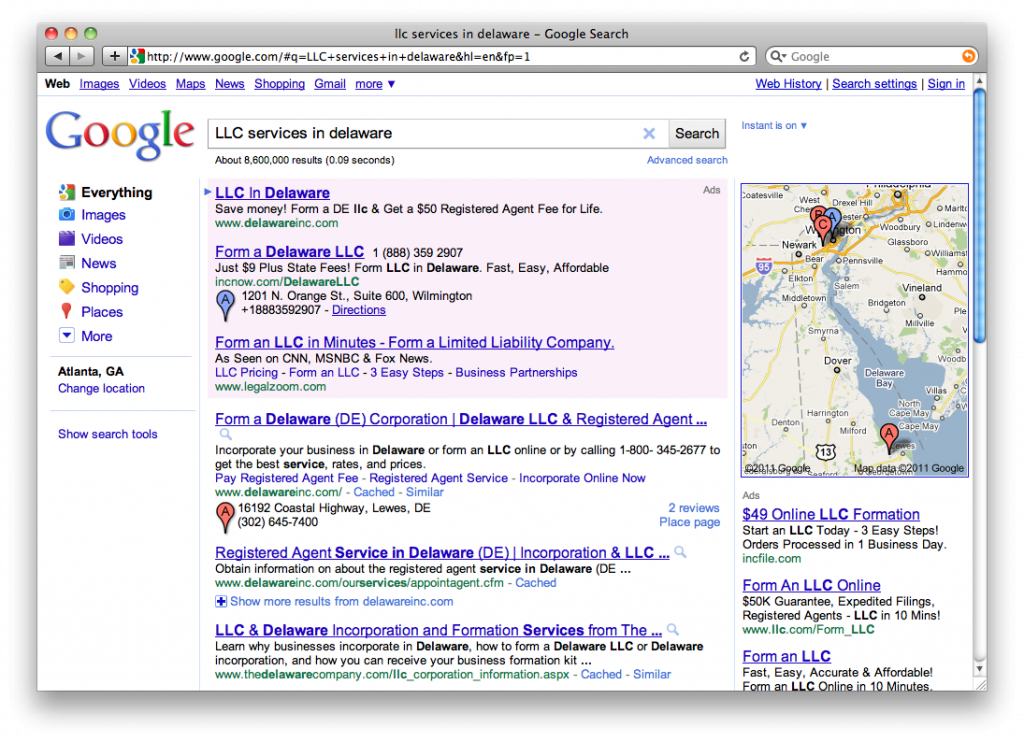 llc services in delaware – Google Search
http://www.google.com/#q=LLC+services+in+delaware&hl=en&fp=1
Google
Web Images Videos Maps News Shopping Gmail more ▼
Web History | Search settings | Sign in
Google
LLC services in delaware
Search
Instant is on ▼
About 8,600,000 results (0.09 seconds)
Advanced search
Everything
Images
Videos
News
Shopping
Places
More
Atlanta, GA
Change location
Show search tools
Ads
LLC In Delaware
Save money! Form a DE llc & Get a $50 Registered Agent Fee for Life.
www.delawareinc.com
Form a Delaware LLC 1 (888) 359 2907
Just $9 Plus State Fees! Form LLC in Delaware. Fast, Easy, Affordable
incnow.com/DelawareLLC
A
1201 N. Orange St., Suite 600, Wilmington
+18883592907 - Directions
Form an LLC in Minutes - Form a Limited Liability Company.
As Seen on CNN, MSNBC & Fox News.
LLC Pricing - Form an LLC - 3 Easy Steps - Business Partnerships
www.legalzoom.com
Form a Delaware (DE) Corporation | Delaware LLC & Registered Agent ...
Incorporate your business in Delaware or form an LLC online or by calling 1-800- 345-2677 to
get the best service, rates, and prices.
Pay Registered Agent Fee - Registered Agent Service - Incorporate Online Now
www.delawareinc.com/ - Cached - Similar
A
16192 Coastal Highway, Lewes, DE
(302) 645-7400
2 reviews
Place page
Registered Agent Service in Delaware (DE) | Incorporation & LLC ...
Obtain information on about the registered agent service in Delaware (DE ...
www.delawareinc.com/ourservices/appointagent.cfm - Cached
Show more results from delawareinc.com
LLC & Delaware Incorporation and Formation Services from The ...
Learn why businesses incorporate in Delaware, how to form a Delaware LLC or Delaware
incorporation, and how you can receive your business formation kit ...
www.thedelawarecompany.com/llc_corporation_information.aspx - Cached - Similar
Philadelphia
Coatesville
West
Chester
Drexel Hill
Marlt
Woodbury
Lindenw
B
A
C
Newark
Glassboro
Williams
Bear
Pennsville
Hammo
95
Elkton
Salem
Vineland
Middletown
Bridgeton
Millville
Dover
Woodb
Delaware
Bay
Villas
North
Cape May
Harrington
Cape May
Denton
Milford
A
Lewes
13
Georgetown
©2011 Google
Map data ©2011 Google
Ads
$49 Online LLC Formation
Start an LLC Today - 3 Easy Steps!
Orders Processed in 1 Business Day.
incfile.com
Form An LLC Online
$50K Guarantee, Expedited Filings,
Registered Agents - LLC in 10 Mins!
www.llc.com/Form_LLC
Form an LLC
Fast, Easy, Accurate & Affordable!
Form an LLC Online in 10 Minutes.